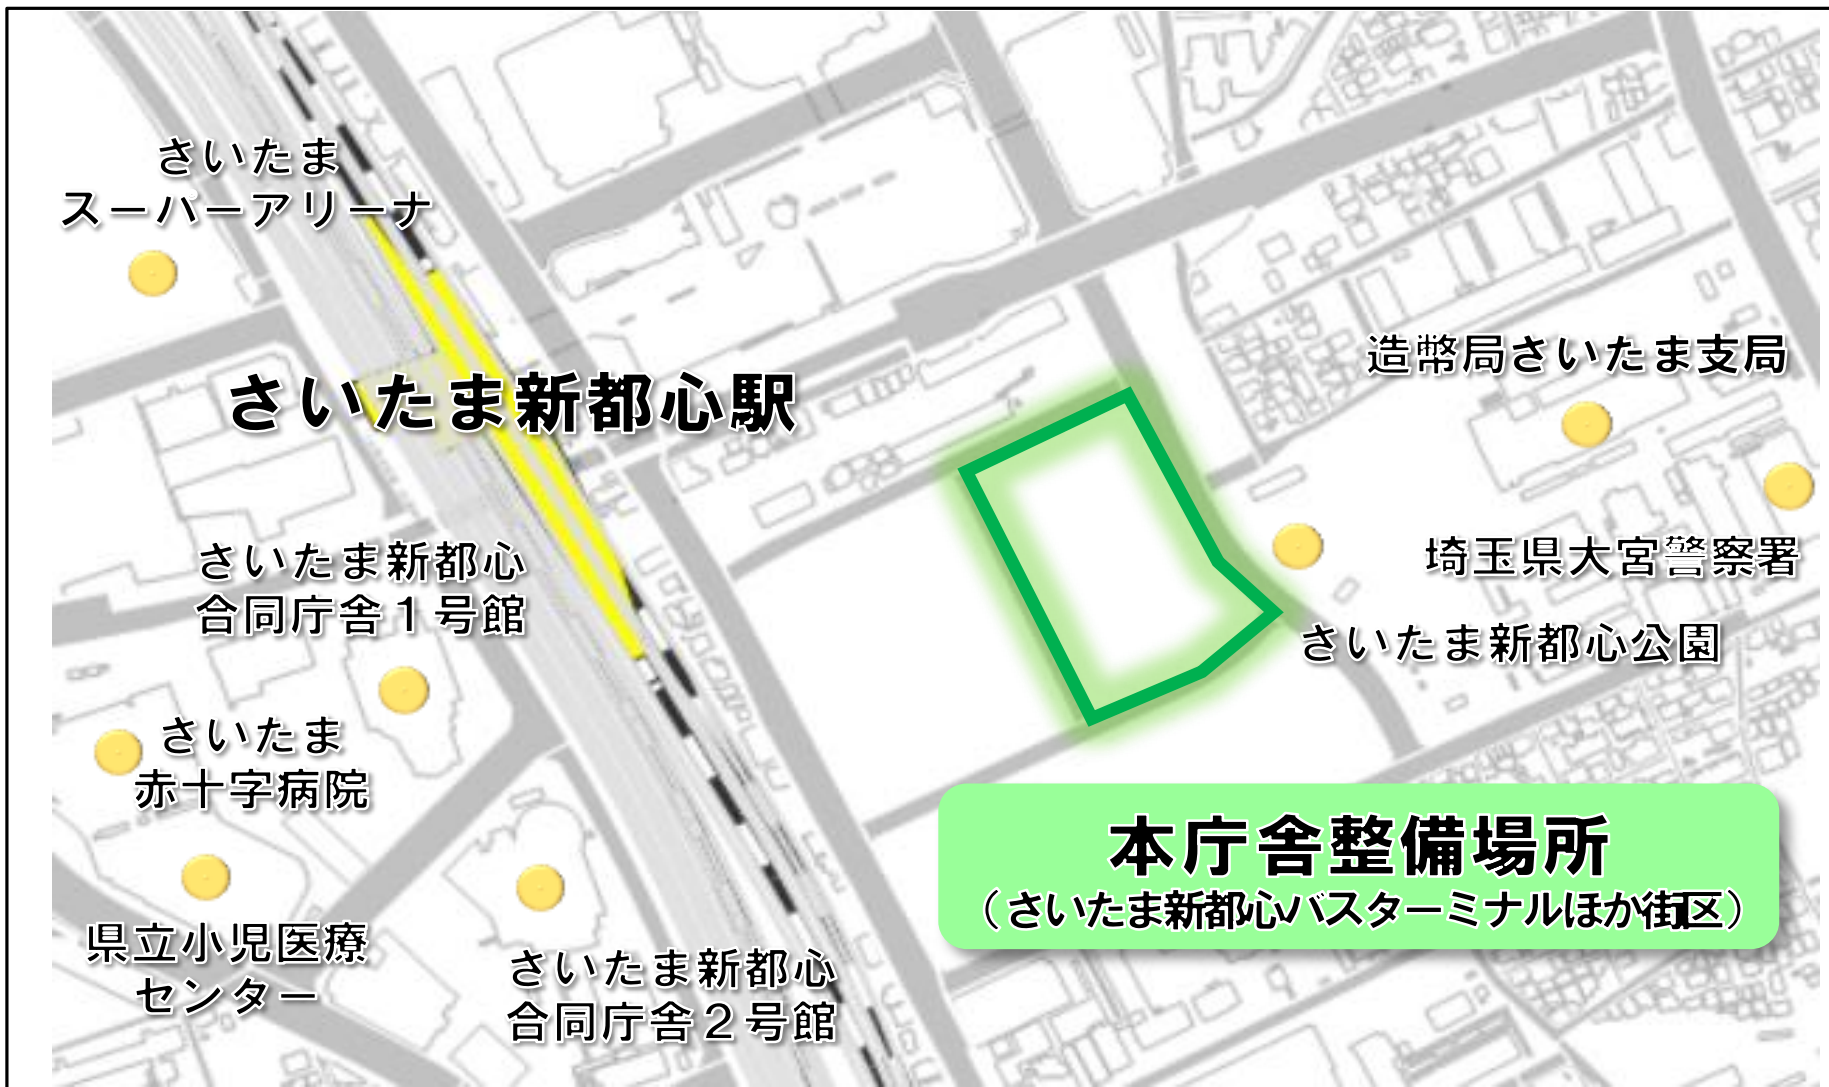 さいたま
スーパーアリーナ
さいたま新都心駅
造幣局さいたま支局
さいたま新都心
合同庁舎１号館
埼玉県大宮警察署
さいたま新都心公園
さいたま
赤十字病院
本庁舎整備場所
（さいたま新都心バスターミナルほか街区）
県立小児医療
センター
さいたま新都心
合同庁舎２号館